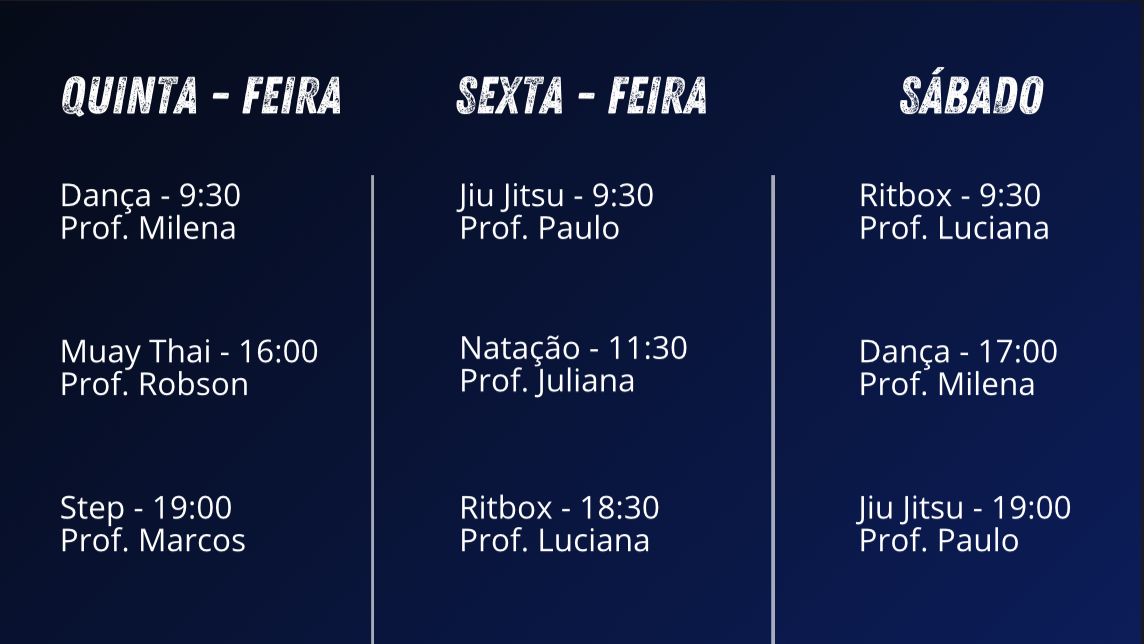 QUINTA - FEIRA
Dança - 9:30
Prof. Milena
Muay Thai - 16:00
Prof. Robson
Step - 19:00
Prof. Marcos
SEXTA - FEIRA
Jiu Jitsu - 9:30
Prof. Paulo
Natação - 11:30
Prof. Juliana
Ritbox - 18:30
Prof. Luciana
SÁBADO
Ritbox - 9:30
Prof. Luciana
Dança - 17:00
Prof. Milena
Jiu Jitsu - 19:00
Prof. Paulo